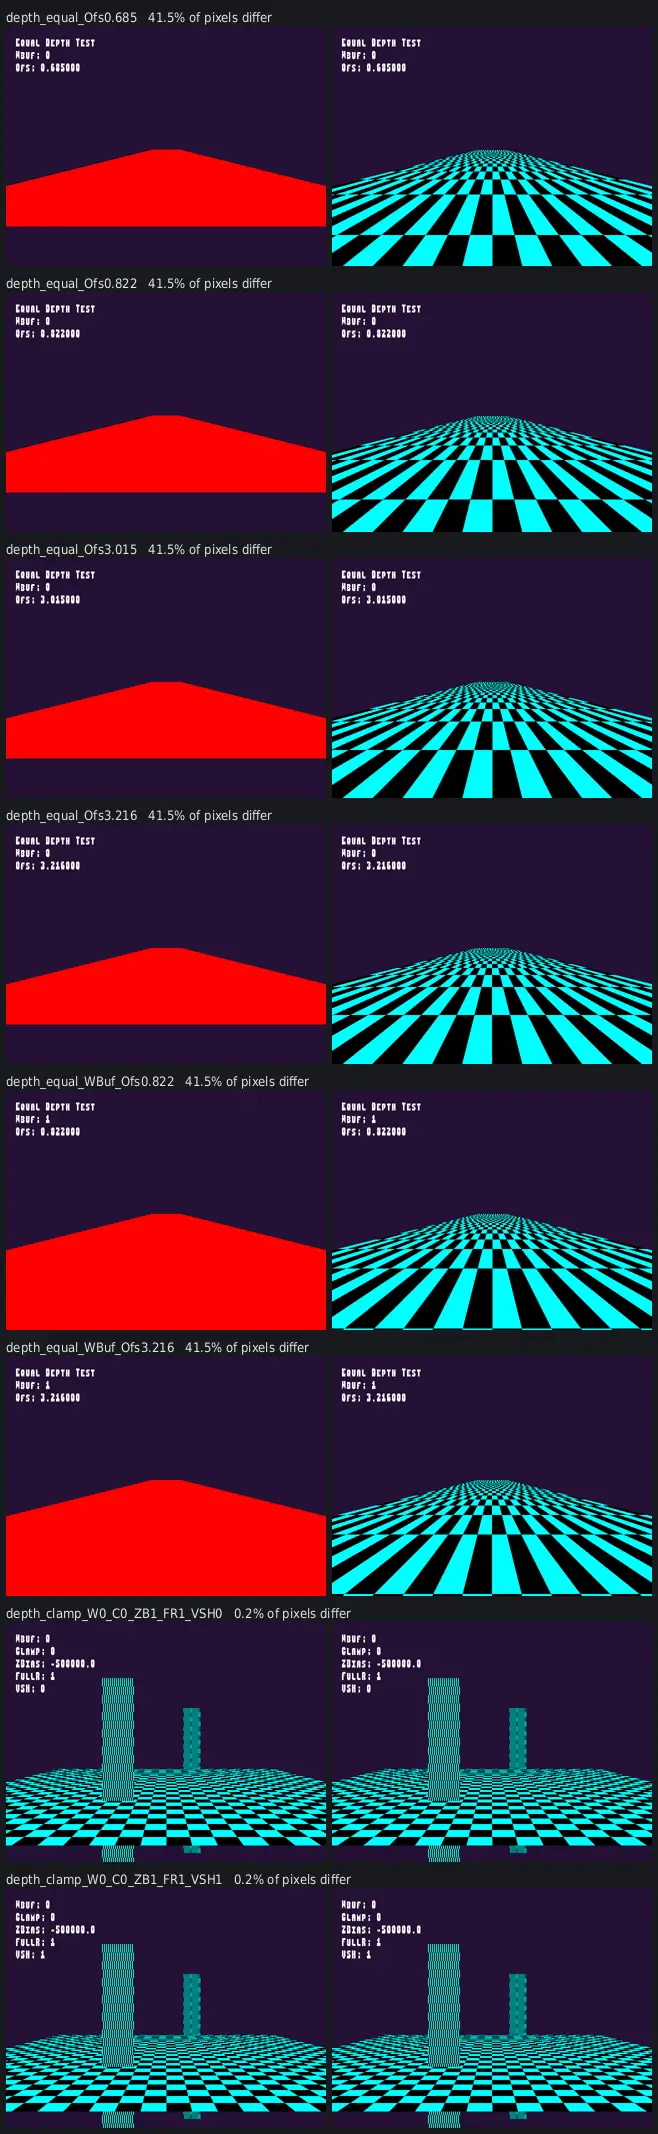 depth_equal_Ofs0.685 41.5% of pixels differ
Equal Depth Test
WBuf: 0
Ofs: 0.685000
Equal Depth Test
WBuf: 0
Ofs: 0.685000
depth_equal_Ofs0.822 41.5% of pixels differ
Equal Depth Test
WBuf: 0
Ofs: 0.822000
Equal Depth Test
WBuf: 0
Ofs: 0.822000
depth_equal_Ofs3.015 41.5% of pixels differ
Equal Depth Test
WBuf: 0
Ofs: 3.015000
Equal Depth Test
WBuf: 0
Ofs: 3.015000
depth_equal_Ofs3.216 41.5% of pixels differ
Equal Depth Test
WBuf: 0
Ofs: 3.216000
Equal Depth Test
WBuf: 0
Ofs: 3.216000
depth_equal_WBuf_Ofs0.822 41.5% of pixels differ
Equal Depth Test
WBuf: 1
Ofs: 0.822000
Equal Depth Test
WBuf: 1
Ofs: 0.822000
depth_equal_WBuf_Ofs3.216 41.5% of pixels differ
Equal Depth Test
WBuf: 1
Ofs: 3.216000
Equal Depth Test
WBuf: 1
Ofs: 3.216000
depth_clamp_W0_C0_ZB1_FR1_VSH0 0.2% of pixels differ
WBuf: 0
Clamp: 0
ZBias: -500000.0
FullR: 1
VSH: 0
WBuf: 0
Clamp: 0
ZBias: -500000.0
FullR: 1
VSH: 0
depth_clamp_W0_C0_ZB1_FR1_VSH1 0.2% of pixels differ
WBuf: 0
Clamp: 0
ZBias: -500000.0
FullR: 1
VSH: 1
WBuf: 0
Clamp: 0
ZBias: -500000.0
FullR: 1
VSH: 1